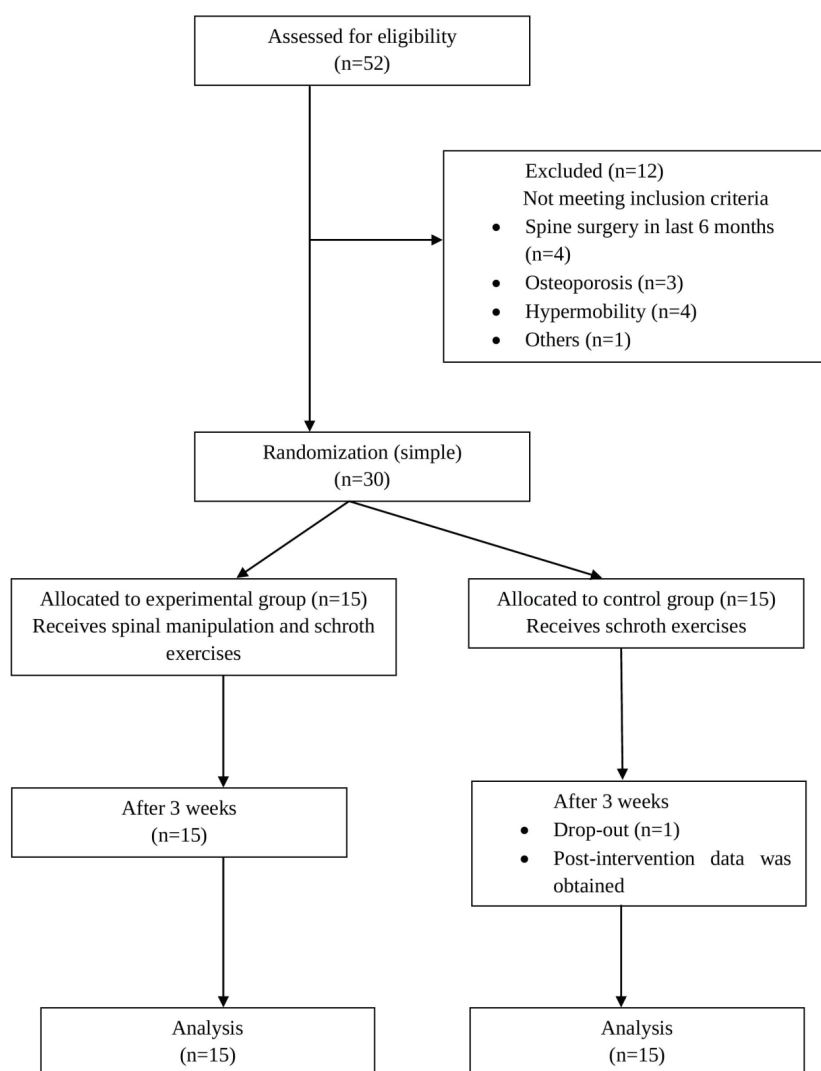 Assessed for eligibility
(n=52)
Excluded (n=12)
Not meeting inclusion criteria
• Spine surgery in last 6 months
(n=4)
• Osteoporosis (n=3)
• Hypermobility (n=4)
• Others (n=1)
Randomization (simple)
(n=30)
Allocated to experimental group (n=15)
Receives spinal manipulation and schroth
exercises
Allocated to control group (n=15)
Receives schroth exercises
After 3 weeks
(n=15)
After 3 weeks
• Drop-out (n=1)
• Post-intervention data was
obtained
Analysis
(n=15)
Analysis
(n=15)